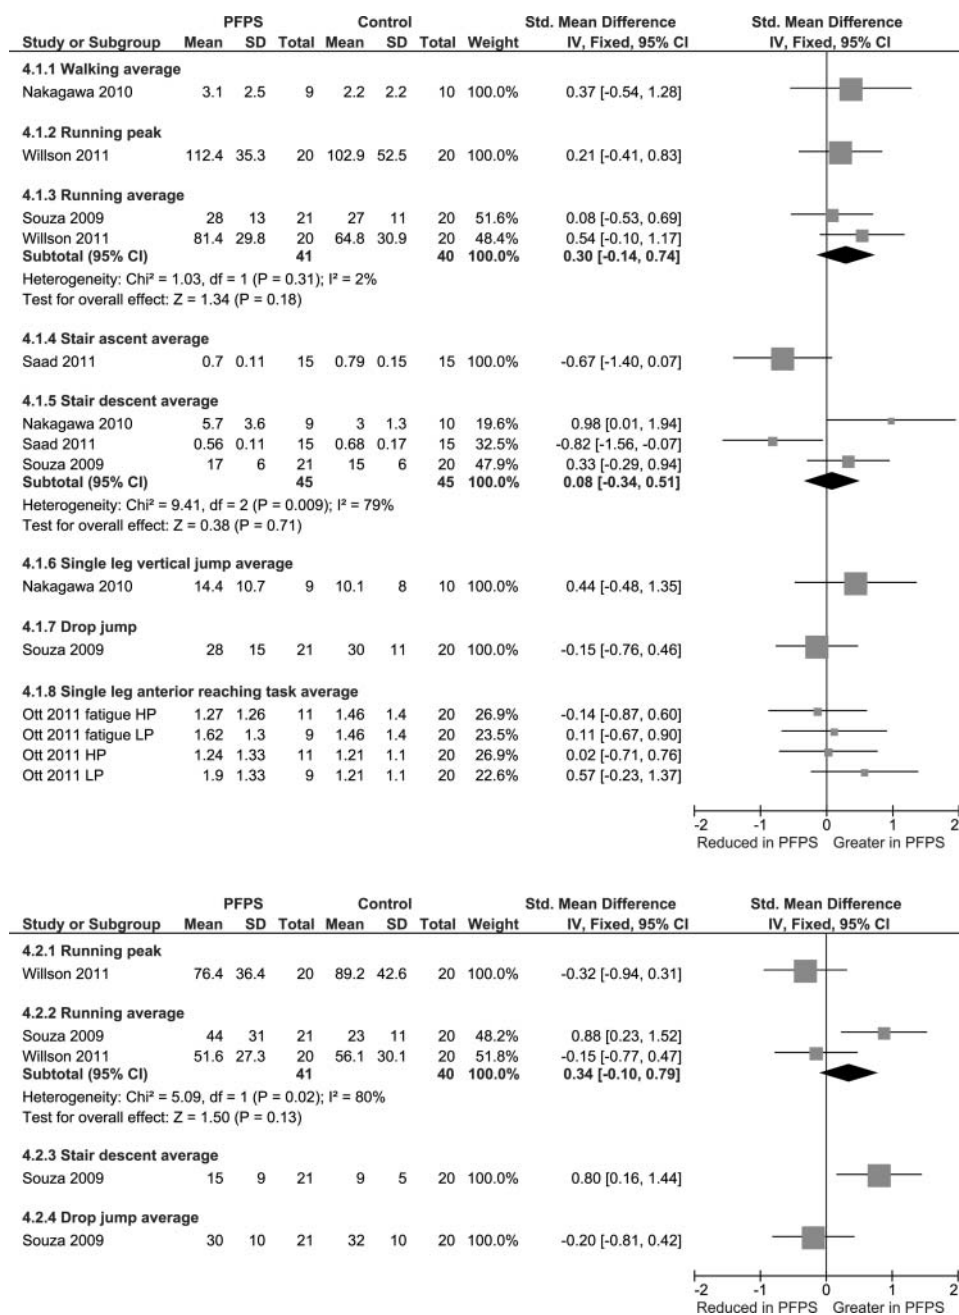 PFPS Control Std. Mean Difference Std. Mean Difference
Study or Subgroup Mean SD Total Mean SD Total Weight IV, Fixed, 95% CI IV, Fixed, 95% CI
4.1.1 Walking average
Nakagawa 2010 3.1 2.5 9 2.2 2.2 10 100.0% 0.37 [-0.54, 1.28]
4.1.2 Running peak
Willson 2011 112.4 35.3 20 102.9 52.5 20 100.0% 0.21 [-0.41, 0.83]
4.1.3 Running average
Souza 2009 28 13 21 27 11 20 51.6% 0.08 [-0.53, 0.69]
Willson 2011 81.4 29.8 20 64.8 30.9 20 48.4% 0.54 [-0.10, 1.17]
Subtotal (95% CI) 41 40 100.0% 0.30 [-0.14, 0.74]
Heterogeneity: Chi² = 1.03, df = 1 (P = 0.31); I² = 2%
Test for overall effect: Z = 1.34 (P = 0.18)
4.1.4 Stair ascent average
Saad 2011 0.7 0.11 15 0.79 0.15 15 100.0% -0.67 [-1.40, 0.07]
4.1.5 Stair descent average
Nakagawa 2010 5.7 3.6 9 3 1.3 10 19.6% 0.98 [0.01, 1.94]
Saad 2011 0.56 0.11 15 0.68 0.17 15 32.5% -0.82 [-1.56, -0.07]
Souza 2009 17 6 21 15 6 20 47.9% 0.33 [-0.29, 0.94]
Subtotal (95% CI) 45 45 100.0% 0.08 [-0.34, 0.51]
Heterogeneity: Chi² = 9.41, df = 2 (P = 0.009); I² = 79%
Test for overall effect: Z = 0.38 (P = 0.71)
4.1.6 Single leg vertical jump average
Nakagawa 2010 14.4 10.7 9 10.1 8 10 100.0% 0.44 [-0.48, 1.35]
4.1.7 Drop jump
Souza 2009 28 15 21 30 11 20 100.0% -0.15 [-0.76, 0.46]
4.1.8 Single leg anterior reaching task average
Ott 2011 fatigue HP 1.27 1.26 11 1.46 1.4 20 26.9% -0.14 [-0.87, 0.60]
Ott 2011 fatigue LP 1.62 1.3 9 1.46 1.4 20 23.5% 0.11 [-0.67, 0.90]
Ott 2011 HP 1.24 1.33 11 1.21 1.1 20 26.9% 0.02 [-0.71, 0.76]
Ott 2011 LP 1.9 1.33 9 1.21 1.1 20 22.6% 0.57 [-0.23, 1.37]
-2 -1 0 1 2
Reduced in PFPS Greater in PFPS
PFPS Control Std. Mean Difference Std. Mean Difference
Study or Subgroup Mean SD Total Mean SD Total Weight IV, Fixed, 95% CI IV, Fixed, 95% CI
4.2.1 Running peak
Willson 2011 76.4 36.4 20 89.2 42.6 20 100.0% -0.32 [-0.94, 0.31]
4.2.2 Running average
Souza 2009 44 31 21 23 11 20 48.2% 0.88 [0.23, 1.52]
Willson 2011 51.6 27.3 20 56.1 30.1 20 51.8% -0.15 [-0.77, 0.47]
Subtotal (95% CI) 41 40 100.0% 0.34 [-0.10, 0.79]
Heterogeneity: Chi² = 5.09, df = 1 (P = 0.02); I² = 80%
Test for overall effect: Z = 1.50 (P = 0.13)
4.2.3 Stair descent average
Souza 2009 15 9 21 9 5 20 100.0% 0.80 [0.16, 1.44]
4.2.4 Drop jump average
Souza 2009 30 10 21 32 10 20 100.0% -0.20 [-0.81, 0.42]
-2 -1 0 1 2
Reduced in PFPS Greater in PFPS